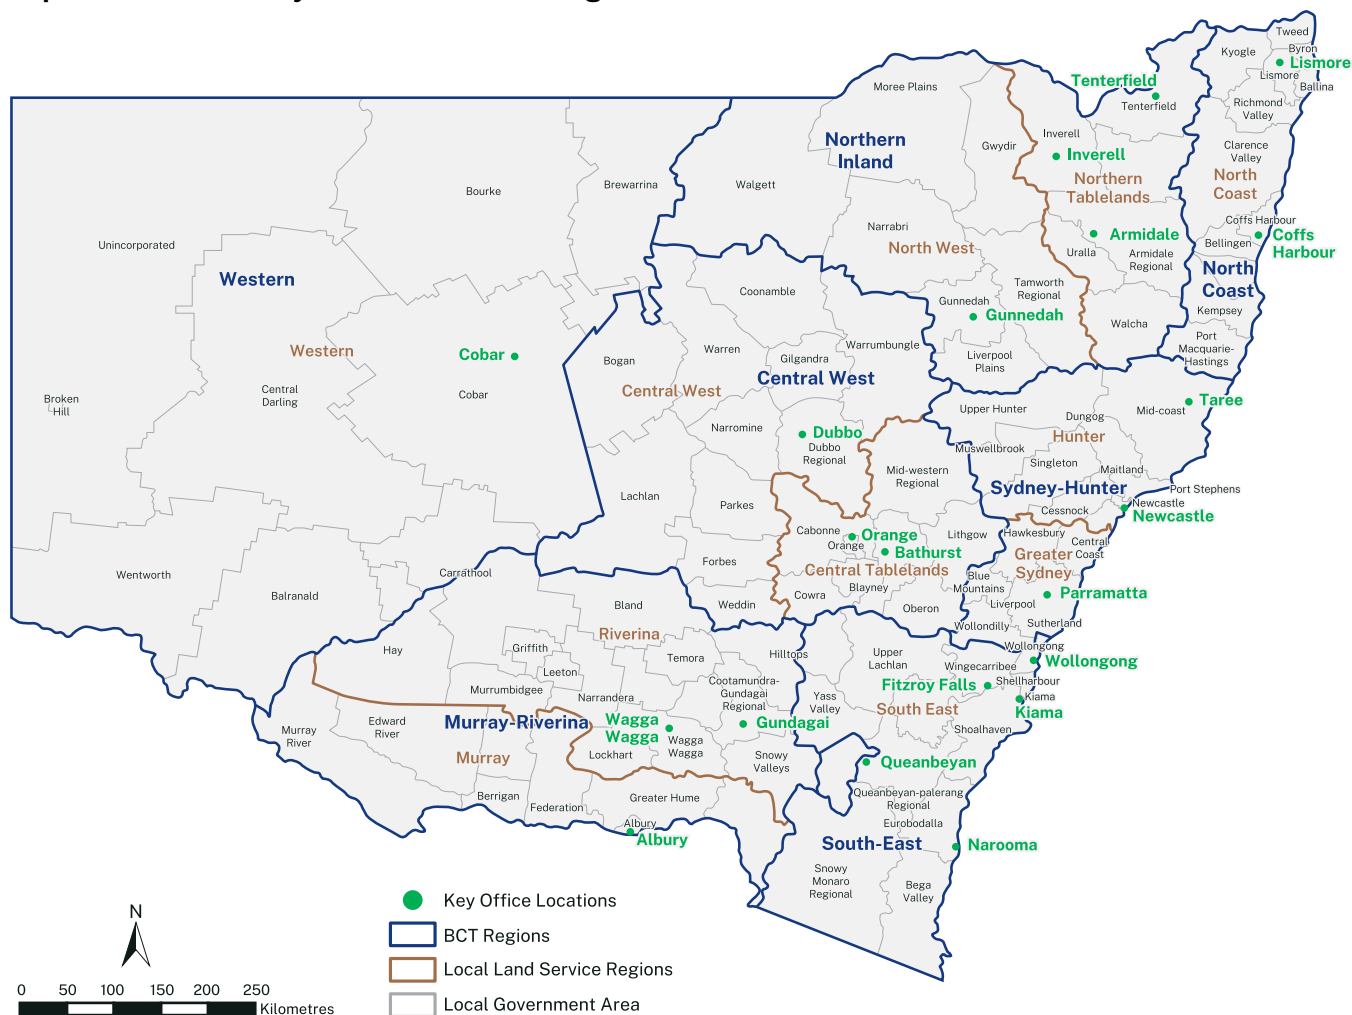 Tweed
Kyogle
Byron
Lismore
Lismore
Ballina
Tenterfield
Tenterfield
Moree Plains
Richmond
Valley
Northern
Inland
Inverell
Inverell
Gwydir
Clarence
Valley
North
Coast
Northern
Tablelands
Bourke
Brewarrina
Walgett
Narrabri
North West
Coffs Harbour
Coffs
Harbour
Bellingen
Armidale
Uralla
Armidale
Regional
Unincorporated
Western
North
Coast
Coonamble
Tamworth
Regional
Gunnedah
Gunnedah
Kempsey
Walcha
Port
Macquarie-
Hastings
Western
Cobar
Cobar
Bogan
Warren
Gilgandra
Warrumbungle
Liverpool
Plains
Central West
Central West
Central
Darling
Broken
Hill
Narromine
Dubbo
Dubbo
Regional
Upper Hunter
Dungog
Mid-coast
Taree
Hunter
Muswellbrook
Singleton
Maitland
Mid-western
Regional
Sydney-Hunter
Port Stephens
Newcastle
Newcastle
Cessnock
Lachlan
Parkes
Cabonne
Orange
Orange
Bathurst
Lithgow
Hawkesbury
Central
Coast
Greater
Sydney
Forbes
Central Tablelands
Blayney
Blue
Mountains
Parramatta
Liverpool
Wentworth
Carrathool
Balranald
Bland
Weddin
Cowra
Oberon
Wollondilly
Sutherland
Riverina
Hay
Griffith
Leeton
Temora
Hilltops
Upper
Lachlan
Wingecarribee
Wollongong
Wollongong
Shellharbour
Fitzroy Falls
Kiama
Kiama
Murrumbidgee
Narrandera
Cootamundra-
Gundagai
Regional
Yass
Valley
South East
Shoalhaven
Murray
River
Edward
River
Murray-Riverina
Murray
Wagga
Wagga
Wagga
Wagga
Gundagai
Lockhart
Snowy
Valleys
Queanbeyan
Queanbeyan-palerang
Regional
Berrigan
Federation
Greater Hume
Albury
Albury
Eurobodalla
South-East
Narooma
Snowy
Monaro
Regional
Bega
Valley
Key Office Locations
BCT Regions
Local Land Service Regions
Local Government Area
N
0 50 100 150 200 250
Kilometres